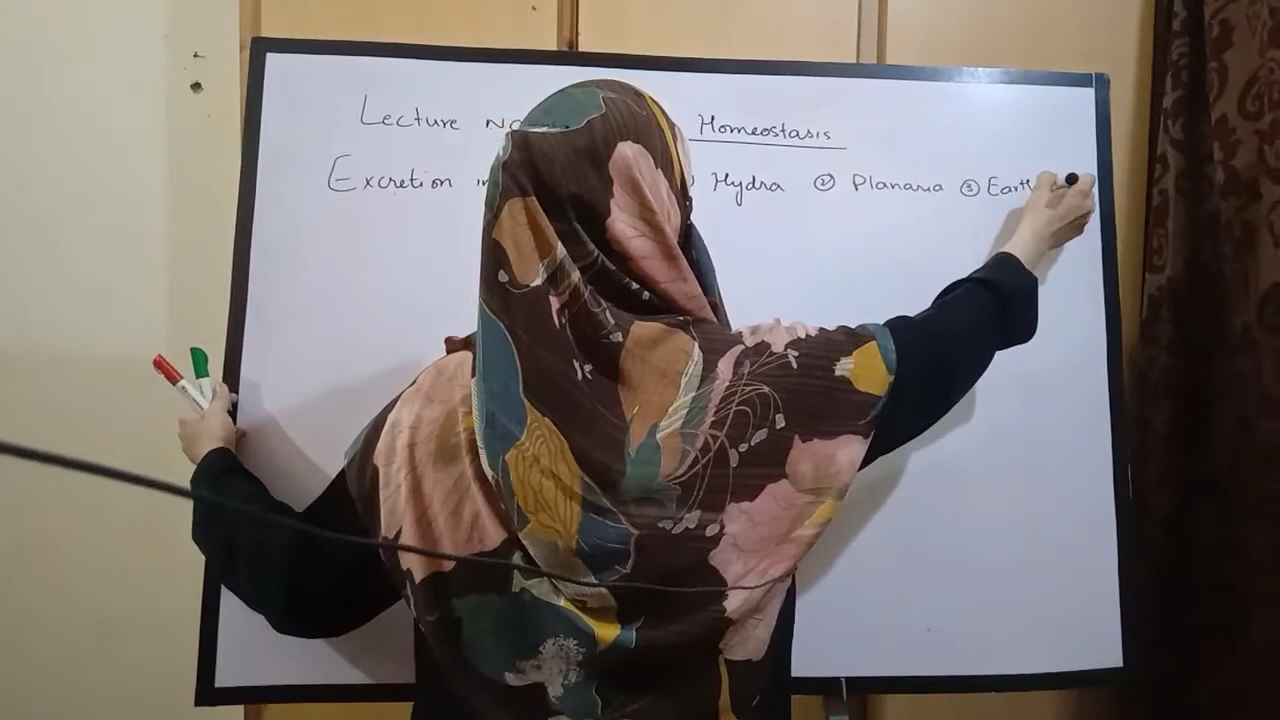 Lecture No Homeostasis
Excretion in Hydra ② Planaria ③ Earth